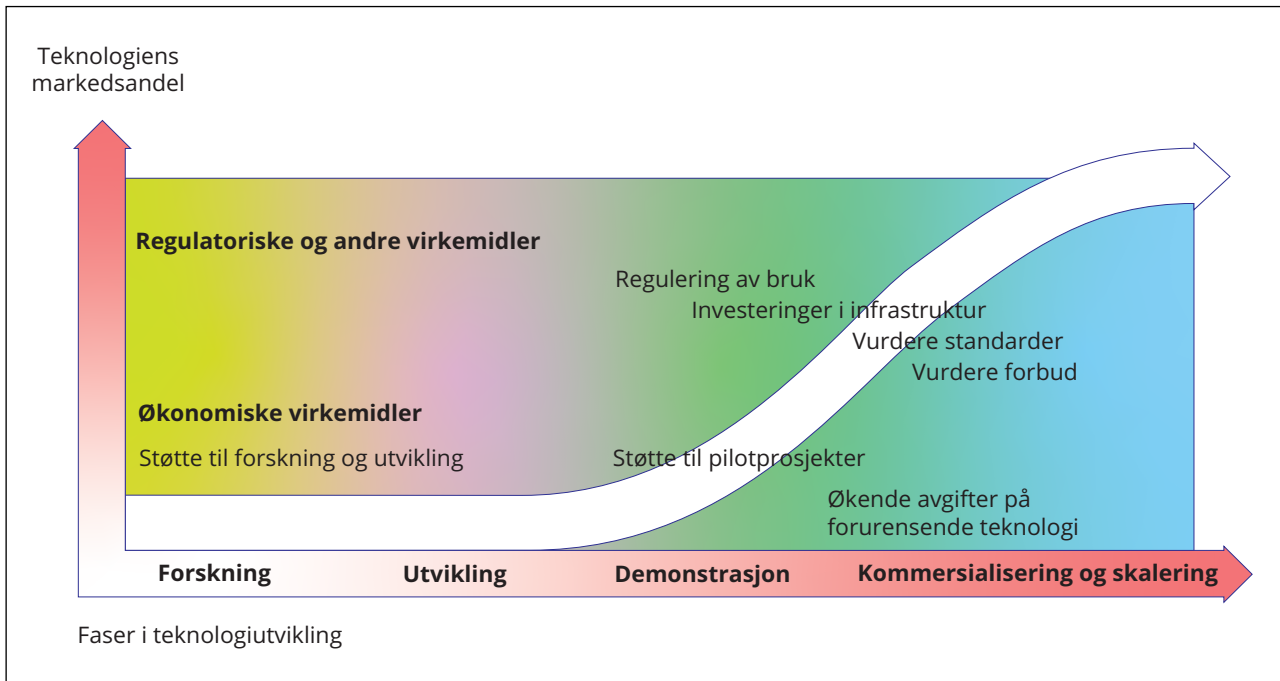 Teknologiens
markedsandel
Regulatoriske og andre virkemidler
Regulering av bruk
Investeringer i infrastruktur
Vurdere standarder
Vurdere forbud
Økonomiske virkemidler
Støtte til forskning og utvikling
Støtte til pilotprosjekter
Økende avgifter på
forurensende teknologi
Forskning
Utvikling
Demonstrasjon
Kommersialisering og skalering
Faser i teknologiutvikling